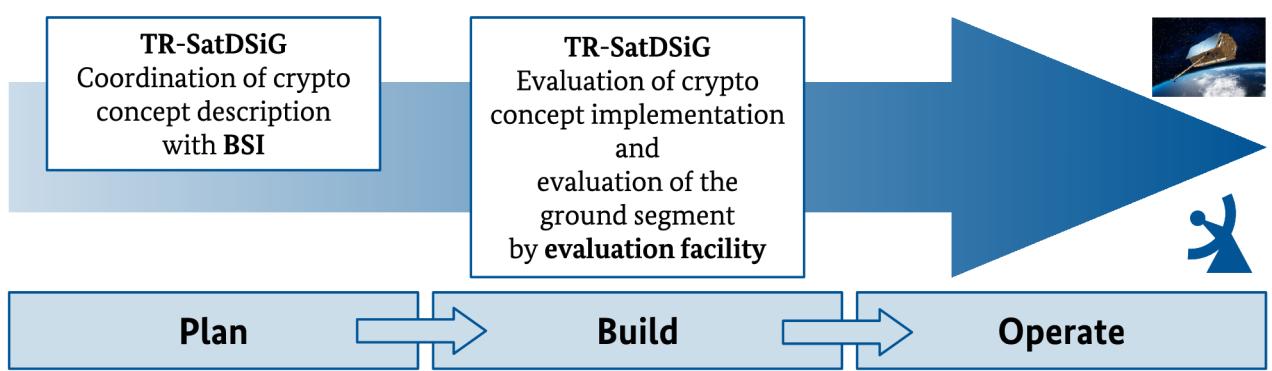 TR-SatDSiG
Coordination of crypto
concept description
with BSI
TR-SatDSiG
Evaluation of crypto
concept implementation
and
evaluation of the
ground segment
by evaluation facility
Plan
Build
Operate